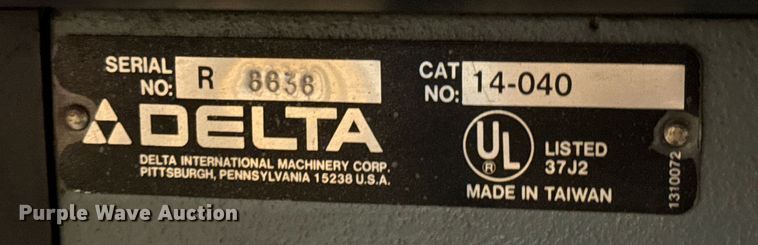 SERIAL NO: R 6636
CAT NO: 14-040
DELTA
DELTA INTERNATIONAL MACHINERY CORP.
PITTSBURGH, PENNSYLVANIA 15238 U.S.A.
UL ® LISTED
37J2
MADE IN TAIWAN
1310072
Purple Wave Auction